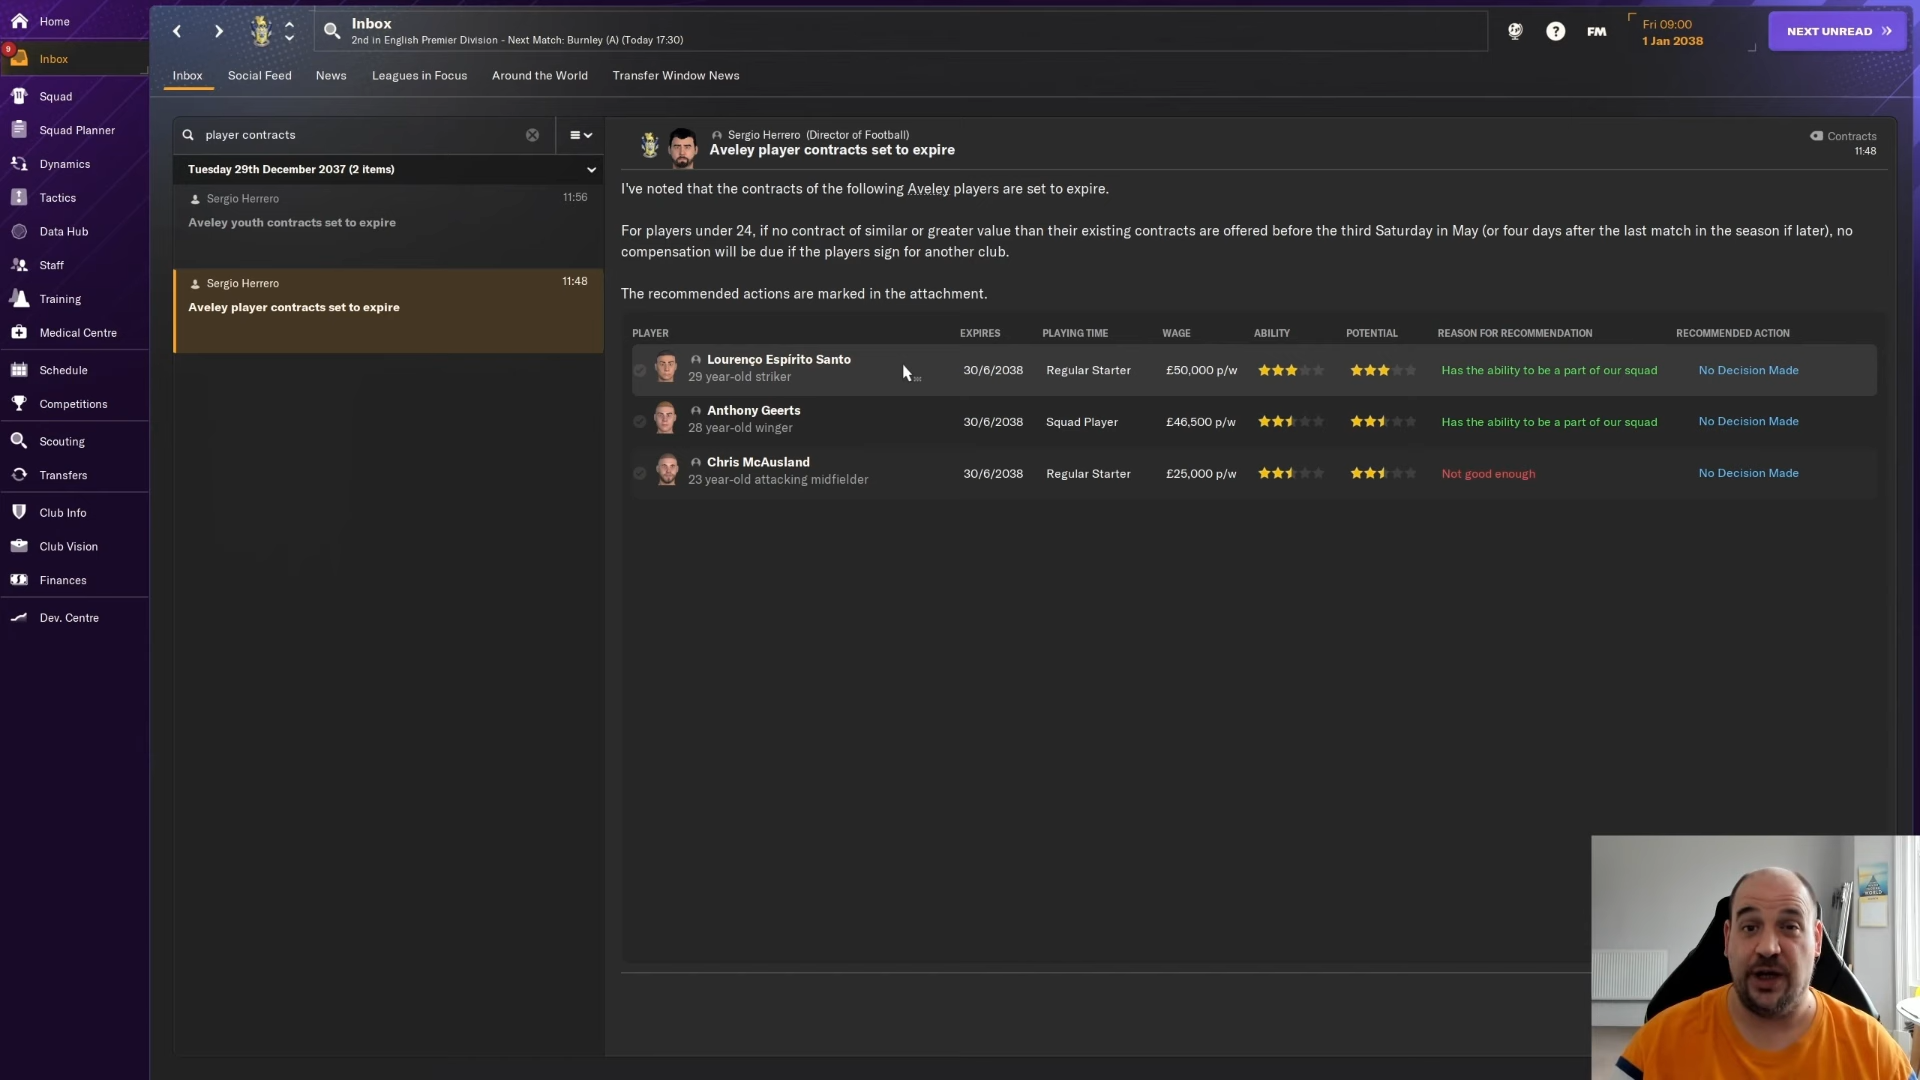 Home
9
Inbox
Squad
Squad Planner
Dynamics
Tactics
Data Hub
Staff
Training
Medical Centre
Schedule
Competitions
Scouting
Transfers
Club Info
Club Vision
Finances
Dev. Centre
Inbox
2nd in English Premier Division - Next Match: Burnley (A) (Today 17:30)
?
FM
Fri 09:00
1 Jan 2038
NEXT UNREAD
Inbox Social Feed News Leagues in Focus Around the World Transfer Window News
player contracts
Tuesday 29th December 2037 (2 items)
Sergio Herrero 11:56
Aveley youth contracts set to expire
Sergio Herrero 11:48
Aveley player contracts set to expire
Sergio Herrero (Director of Football)
Aveley player contracts set to expire
Contracts
11:48
I've noted that the contracts of the following Aveley players are set to expire.
For players under 24, if no contract of similar or greater value than their existing contracts are offered before the third Saturday in May (or four days after the last match in the season if later), no
compensation will be due if the players sign for another club.
The recommended actions are marked in the attachment.
PLAYER EXPIRES PLAYING TIME WAGE ABILITY POTENTIAL REASON FOR RECOMMENDATION RECOMMENDED ACTION
Lourenço Espírito Santo
29 year-old striker
30/6/2038 Regular Starter £50,000 p/w Has the ability to be a part of our squad No Decision Made
Anthony Geerts
28 year-old winger
30/6/2038 Squad Player £46,500 p/w Has the ability to be a part of our squad No Decision Made
Chris McAusland
23 year-old attacking midfielder
30/6/2038 Regular Starter £25,000 p/w Not good enough No Decision Made